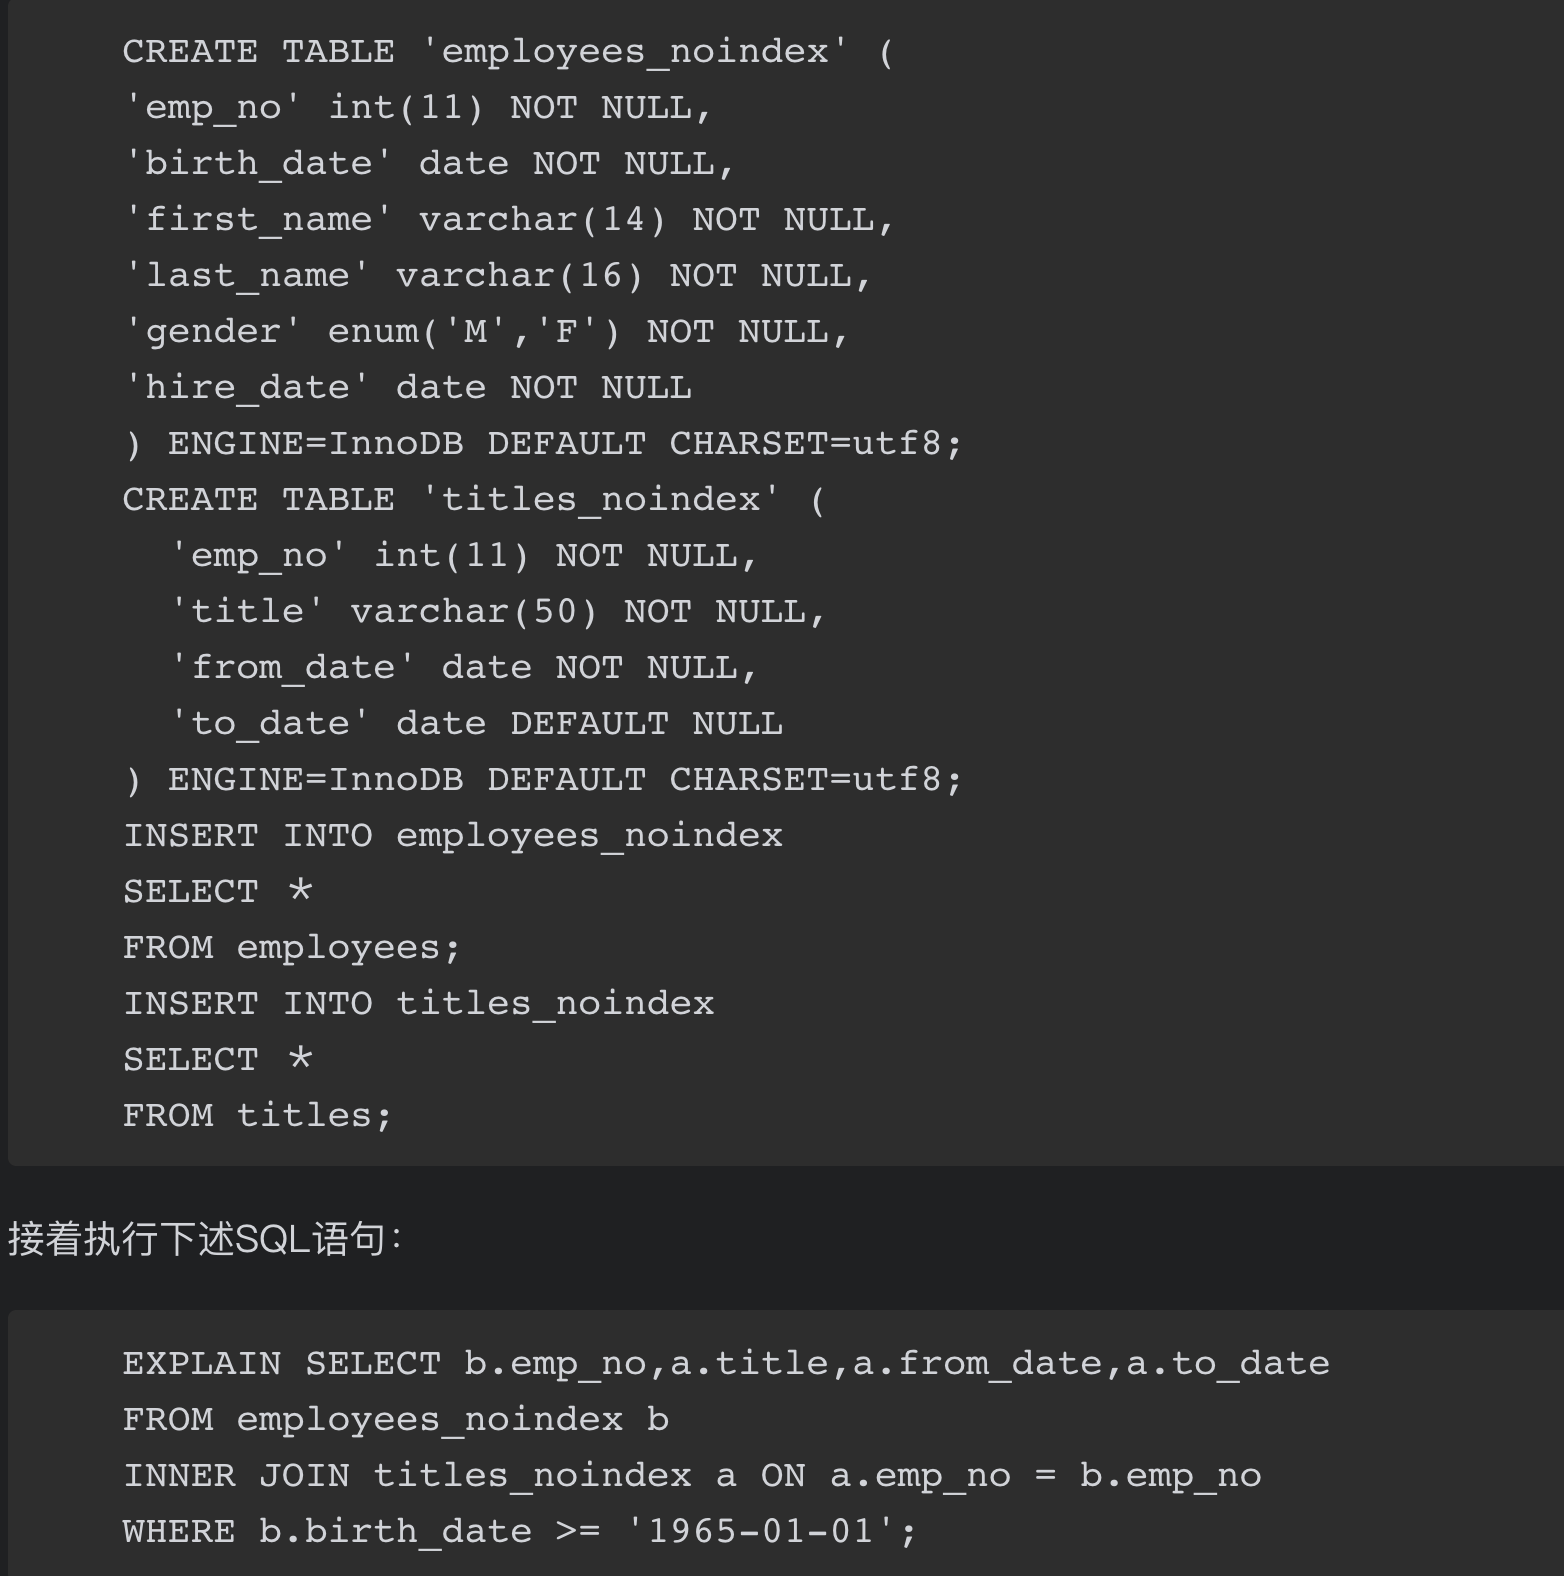 CREATE TABLE 'employees_noindex' (
'emp_no' int(11) NOT NULL,
'birth_date' date NOT NULL,
'first_name' varchar(14) NOT NULL,
'last_name' varchar(16) NOT NULL,
'gender' enum('M','F') NOT NULL,
'hire_date' date NOT NULL
) ENGINE=InnoDB DEFAULT CHARSET=utf8;
CREATE TABLE 'titles_noindex' (
'emp_no' int(11) NOT NULL,
'title' varchar(50) NOT NULL,
'from_date' date NOT NULL,
'to_date' date DEFAULT NULL
) ENGINE=InnoDB DEFAULT CHARSET=utf8;
INSERT INTO employees_noindex
SELECT *
FROM employees;
INSERT INTO titles_noindex
SELECT *
FROM titles;
接着执行下述SQL语句：
EXPLAIN SELECT b.emp_no,a.title,a.from_date,a.to_date
FROM employees_noindex b
INNER JOIN titles_noindex a ON a.emp_no = b.emp_no
WHERE b.birth_date >= '1965-01-01';